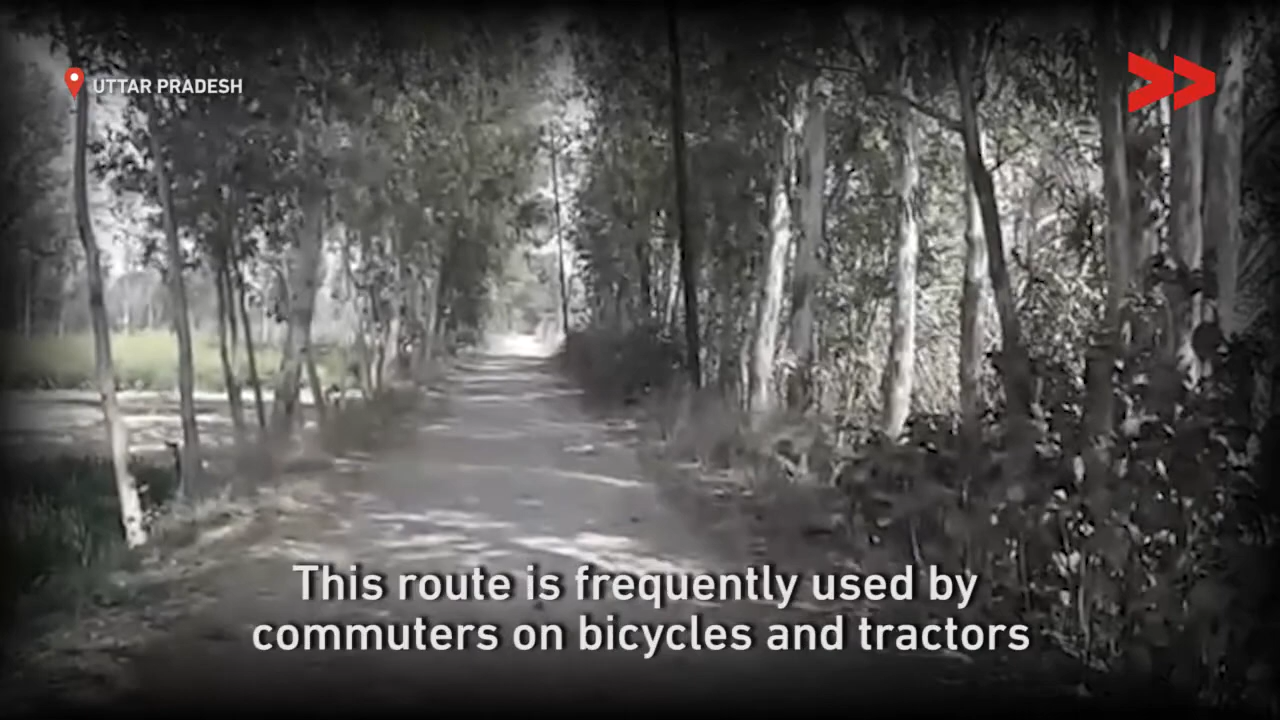 UTTAR PRADESH
This route is frequently used by
commuters on bicycles and tractors